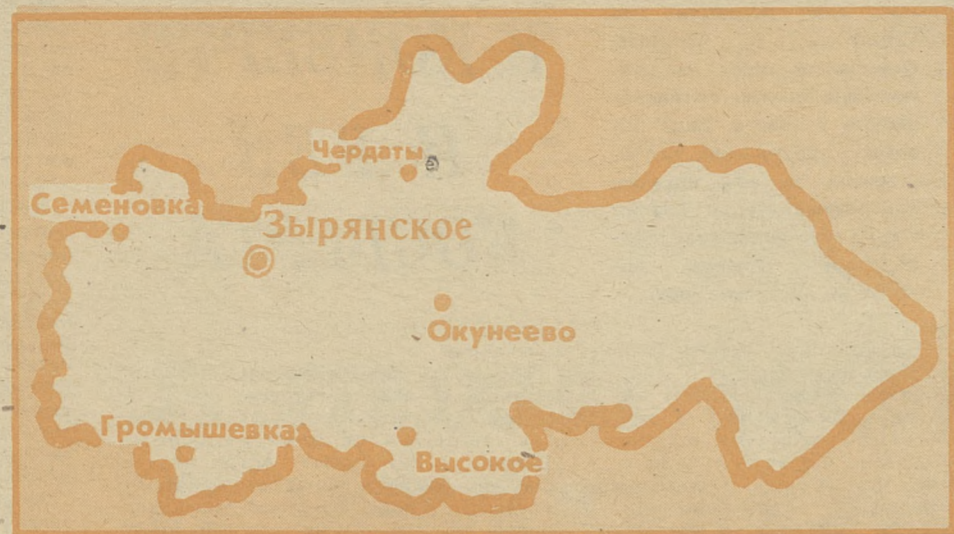 Чердаты
Семеновка
Зырянское
Окунеево
Громышевка
Высокое